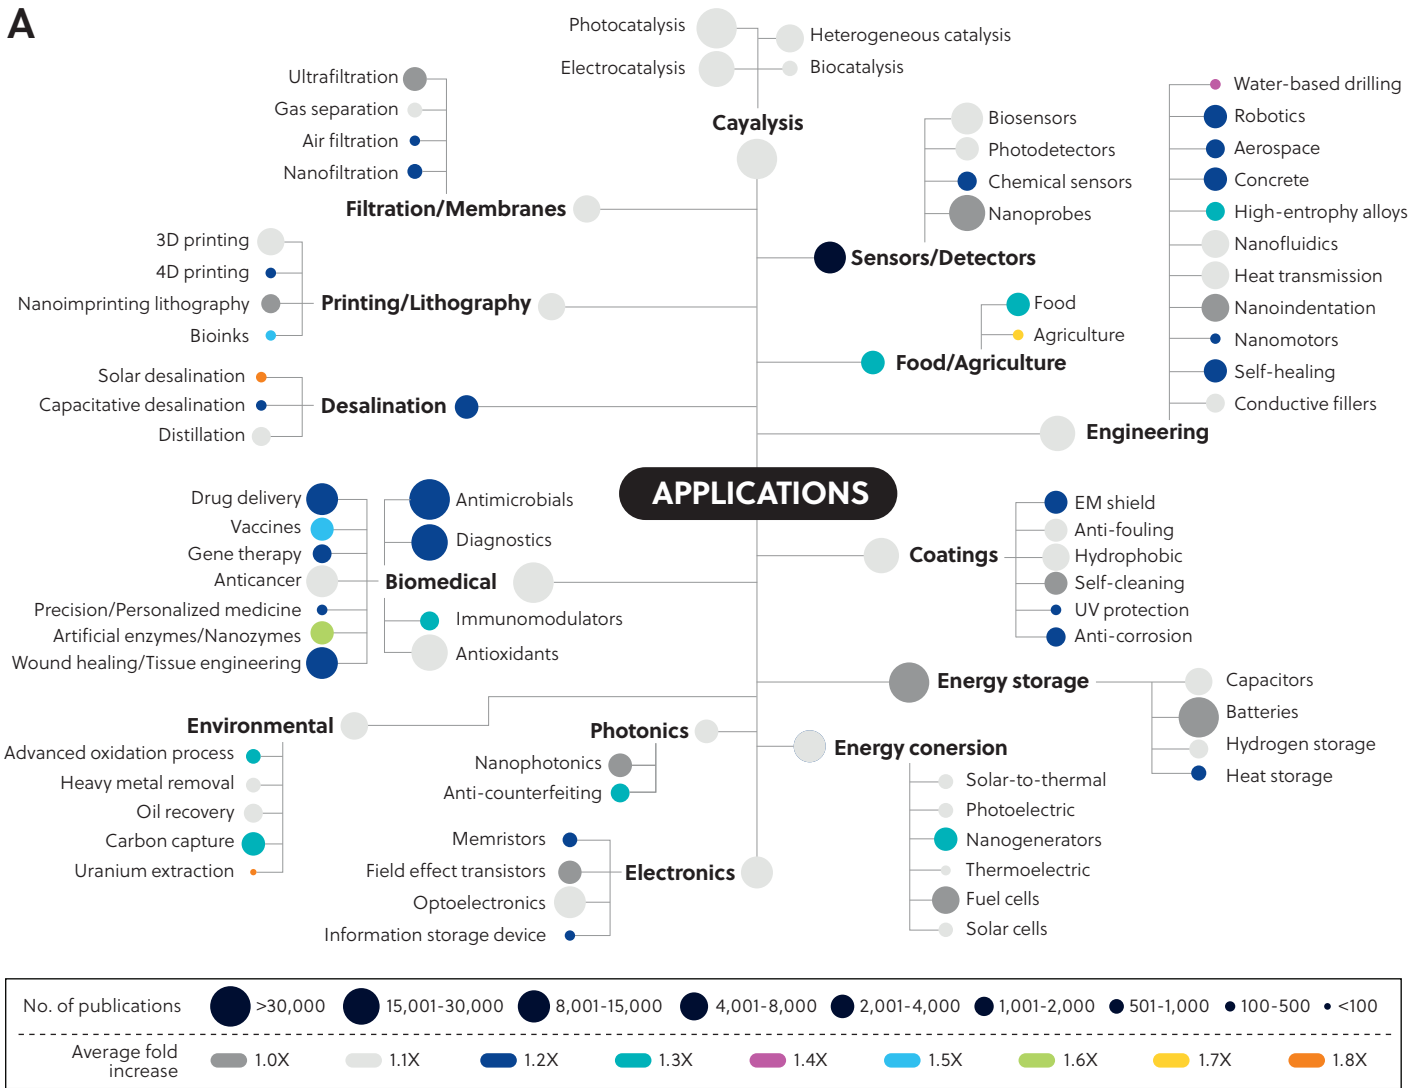 A
Photocatalysis
Heterogeneous catalysis
Electrocatalysis
Biocatalysis
Cayalysis
Ultrafiltration
Gas separation
Air filtration
Nanofiltration
Filtration/Membranes
3D printing
4D printing
Nanoimprinting lithography
Bioinks
Printing/Lithography
Solar desalination
Capacitative desalination
Distillation
Desalination
Biosensors
Photodetectors
Chemical sensors
Nanoprobes
Sensors/Detectors
Food
Agriculture
Food/Agriculture
Water-based drilling
Robotics
Aerospace
Concrete
High-entrophy alloys
Nanofluidics
Heat transmission
Nanoindentation
Nanomotors
Self-healing
Conductive fillers
Engineering
APPLICATIONS
Drug delivery
Vaccines
Gene therapy
Anticancer
Precision/Personalized medicine
Artificial enzymes/Nanozymes
Wound healing/Tissue engineering
Antimicrobials
Diagnostics
Biomedical
Immunomodulators
Antioxidants
Coatings
EM shield
Anti-fouling
Hydrophobic
Self-cleaning
UV protection
Anti-corrosion
Energy storage
Capacitors
Batteries
Hydrogen storage
Heat storage
Environmental
Advanced oxidation process
Heavy metal removal
Oil recovery
Carbon capture
Uranium extraction
Photonics
Nanophotonics
Anti-counterfeiting
Energy conersion
Solar-to-thermal
Photoelectric
Nanogenerators
Thermoelectric
Fuel cells
Solar cells
Memristors
Field effect transistors
Optoelectronics
Information storage device
Electronics
No. of publications >30,000 15,001-30,000 8,001-15,000 4,001-8,000 2,001-4,000 1,001-2,000 501-1,000 100-500 <100
Average fold
increase
1.0X 1.1X 1.2X 1.3X 1.4X 1.5X 1.6X 1.7X 1.8X